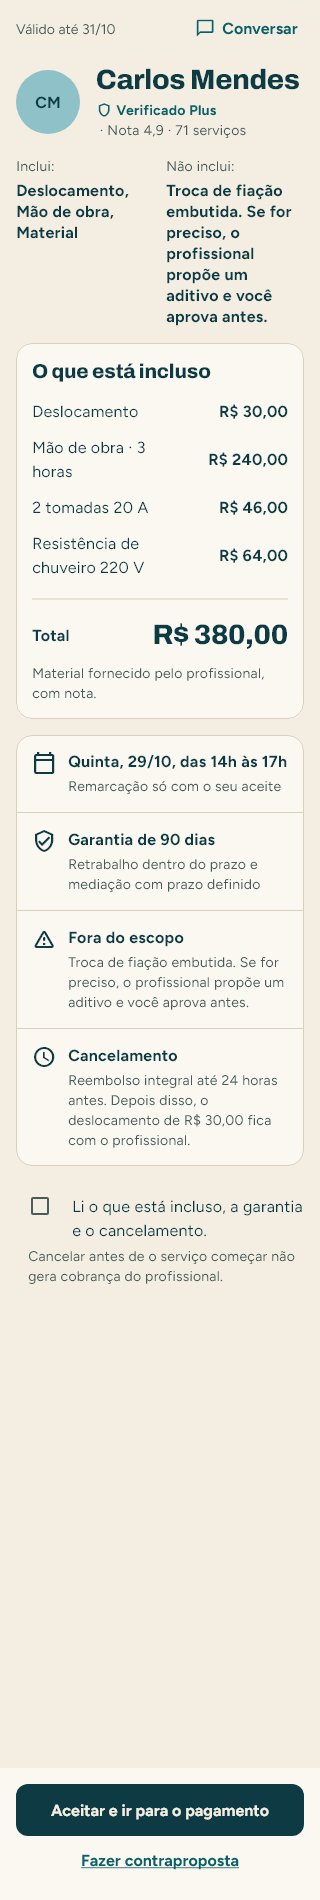 Válido até 31/10
Conversar
CM
Carlos Mendes
Verificado Plus
· Nota 4,9 · 71 serviços
Inclui:
Deslocamento,
Mão de obra,
Material
Não inclui:
Troca de fiação
embutida. Se for
preciso, o
profissional
propõe um
aditivo e você
aprova antes.
O que está incluso
Deslocamento R$ 30,00
Mão de obra · 3
horas
R$ 240,00
2 tomadas 20 A R$ 46,00
Resistência de
chuveiro 220 V
R$ 64,00
Total R$ 380,00
Material fornecido pelo profissional,
com nota.
Quinta, 29/10, das 14h às 17h
Remarcação só com o seu aceite
Garantia de 90 dias
Retrabalho dentro do prazo e
mediação com prazo definido
Fora do escopo
Troca de fiação embutida. Se for
preciso, o profissional propõe um
aditivo e você aprova antes.
Cancelamento
Reembolso integral até 24 horas
antes. Depois disso, o
deslocamento de R$ 30,00 fica
com o profissional.
Li o que está incluso, a garantia
e o cancelamento.
Cancelar antes de o serviço começar não
gera cobrança do profissional.
Aceitar e ir para o pagamento
Fazer contraproposta